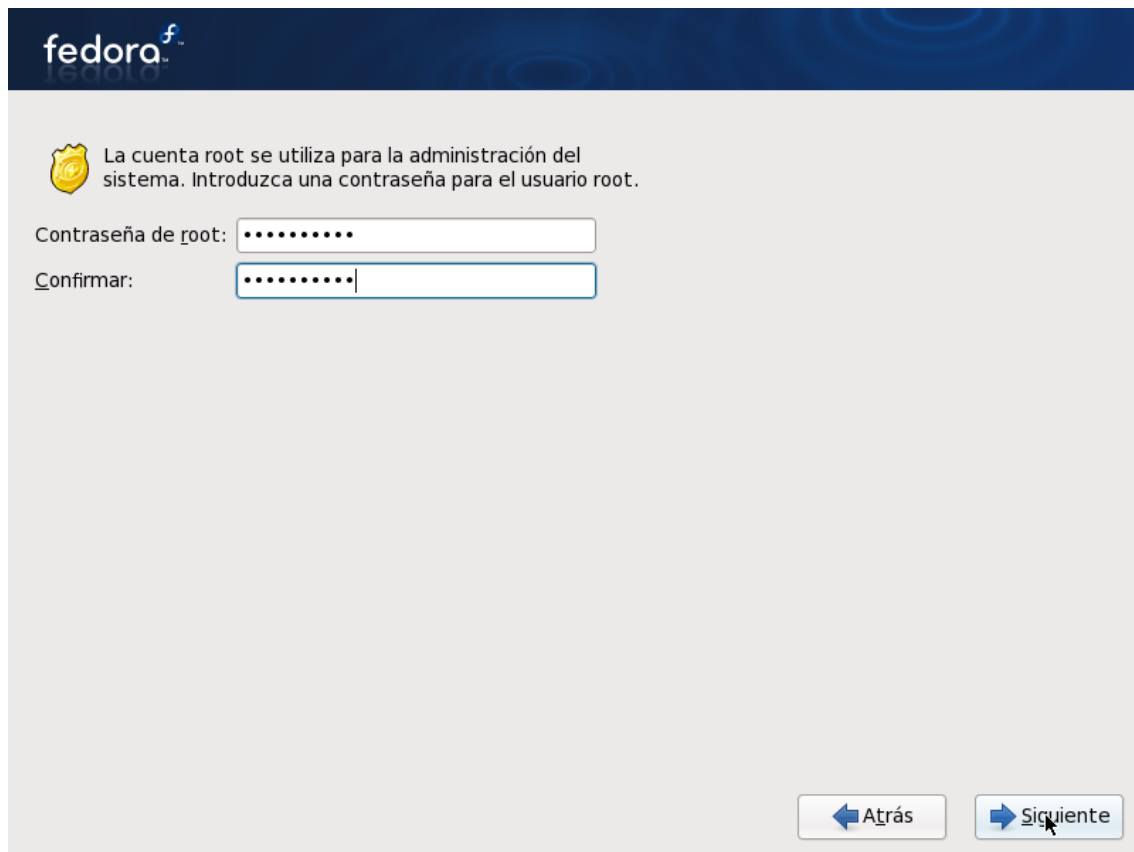 fedora
La cuenta root se utiliza para la administración del
sistema. Introduzca una contraseña para el usuario root.
Contraseña de root: ••••••••••
Confirmar: ••••••••••
Atrás Siguiente